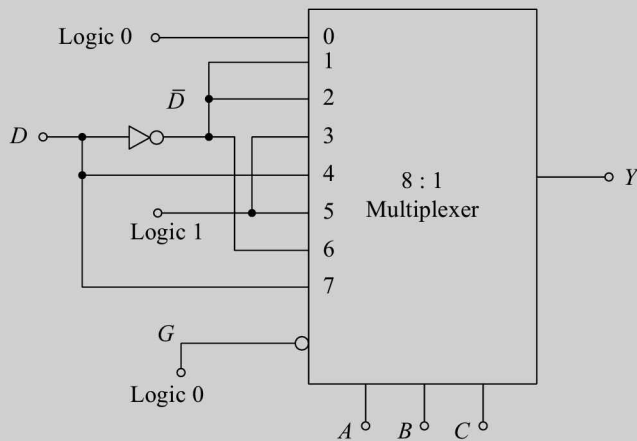 Logic 0
0
1
D̄
2
D
3
4
8 : 1
Y
5
Multiplexer
Logic 1
6
7
G
Logic 0
A B C